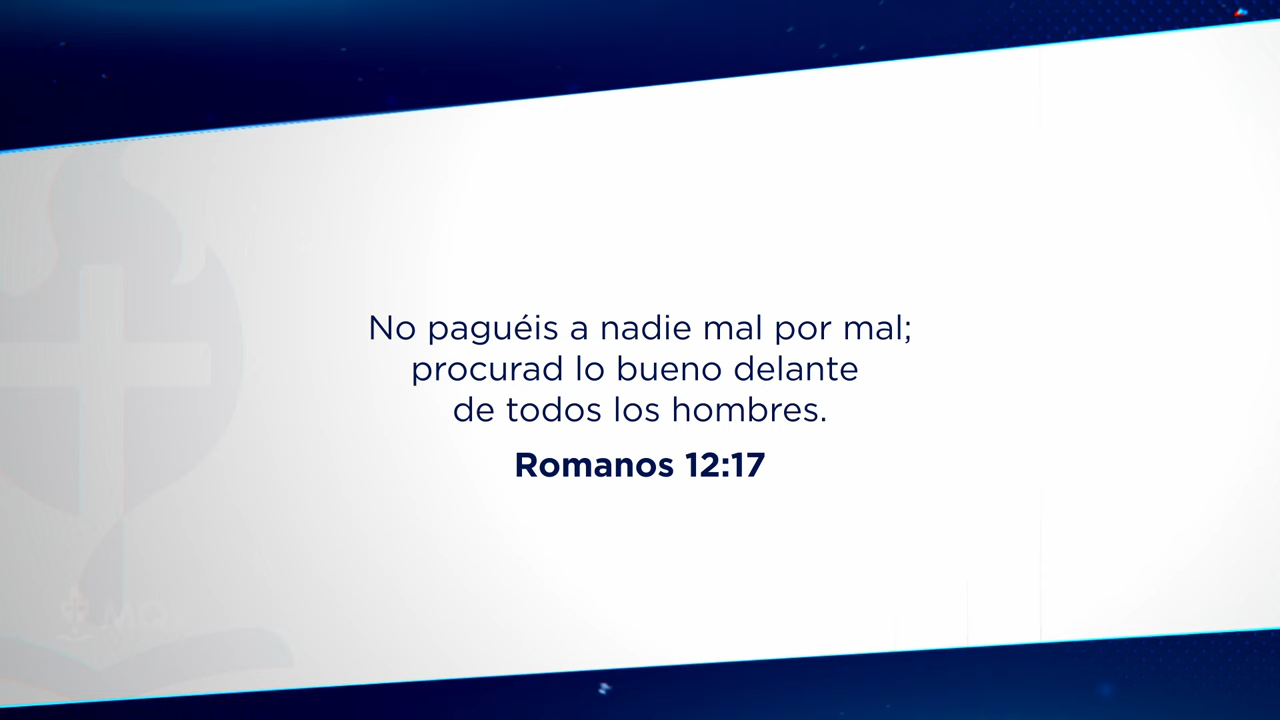 No paguéis a nadie mal por mal;
procurad lo bueno delante
de todos los hombres.
Romanos 12:17